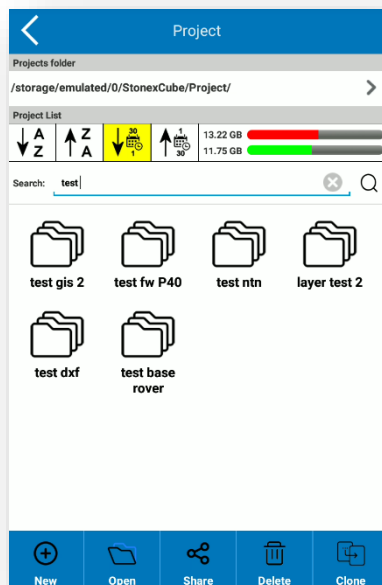 Project
Projects folder
/storage/emulated/0/StonexCube/Project/
Project List
A Z
Z A
30 1
1 30
13.22 GB
11.75 GB
Search: test
test gis 2 test fw P40 test ntn layer test 2
test dxf test base rover
New Open Share Delete Clone